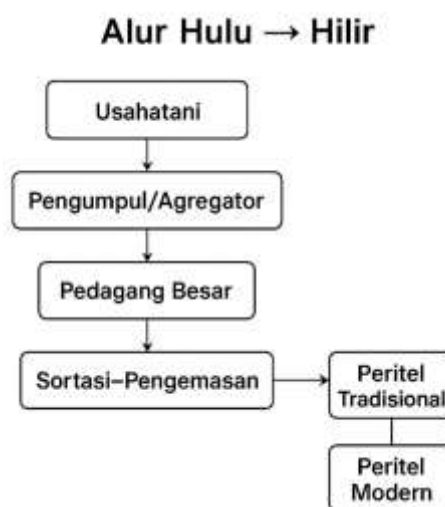 Alur Hulu → Hilir
Usahatani
Pengumpul/Agregator
Pedagang Besar
Sortasi–Pengemasan
Peritel
Tradisional
Peritel
Modern